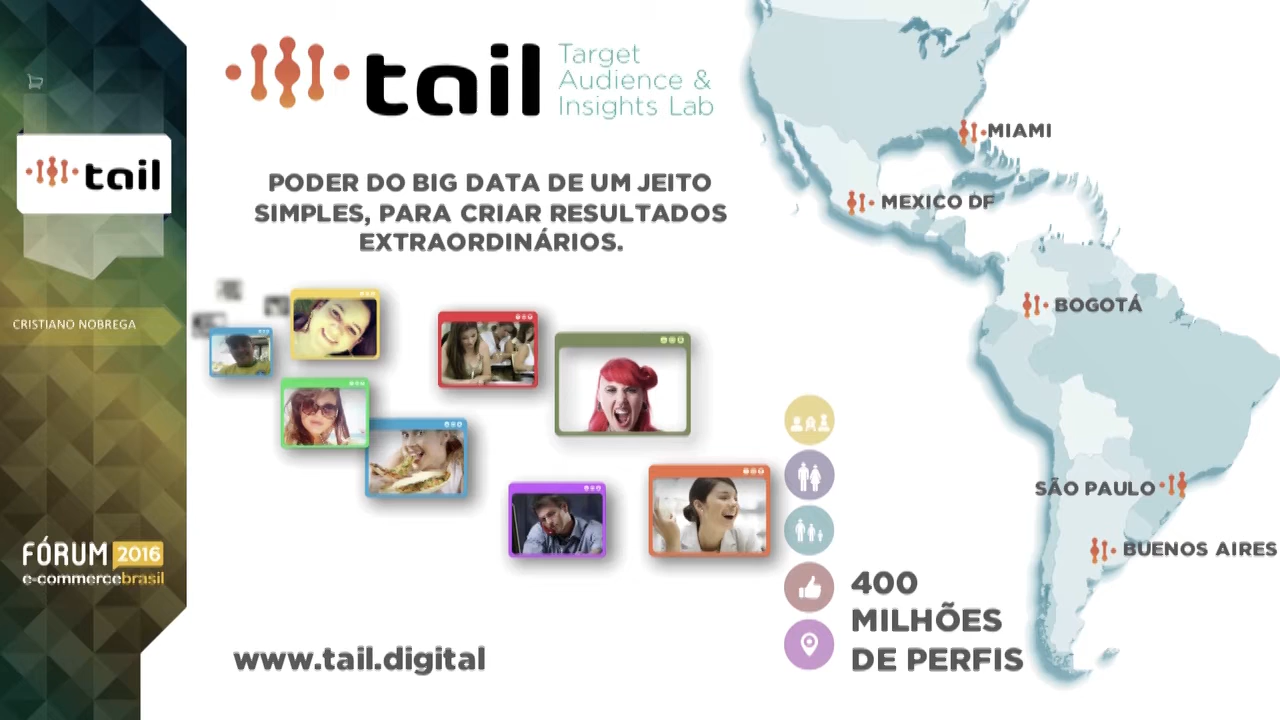 tail
CRISTIANO NOBREGA
FÓRUM 2016
e-commercebrasil
tail
Target
Audience &
Insights Lab
PODER DO BIG DATA DE UM JEITO
SIMPLES, PARA CRIAR RESULTADOS
EXTRAORDINÁRIOS.
MIAMI
MEXICO DF
BOGOTÁ
SÃO PAULO
BUENOS AIRES
400
MILHÕES
DE PERFIS
www.tail.digital